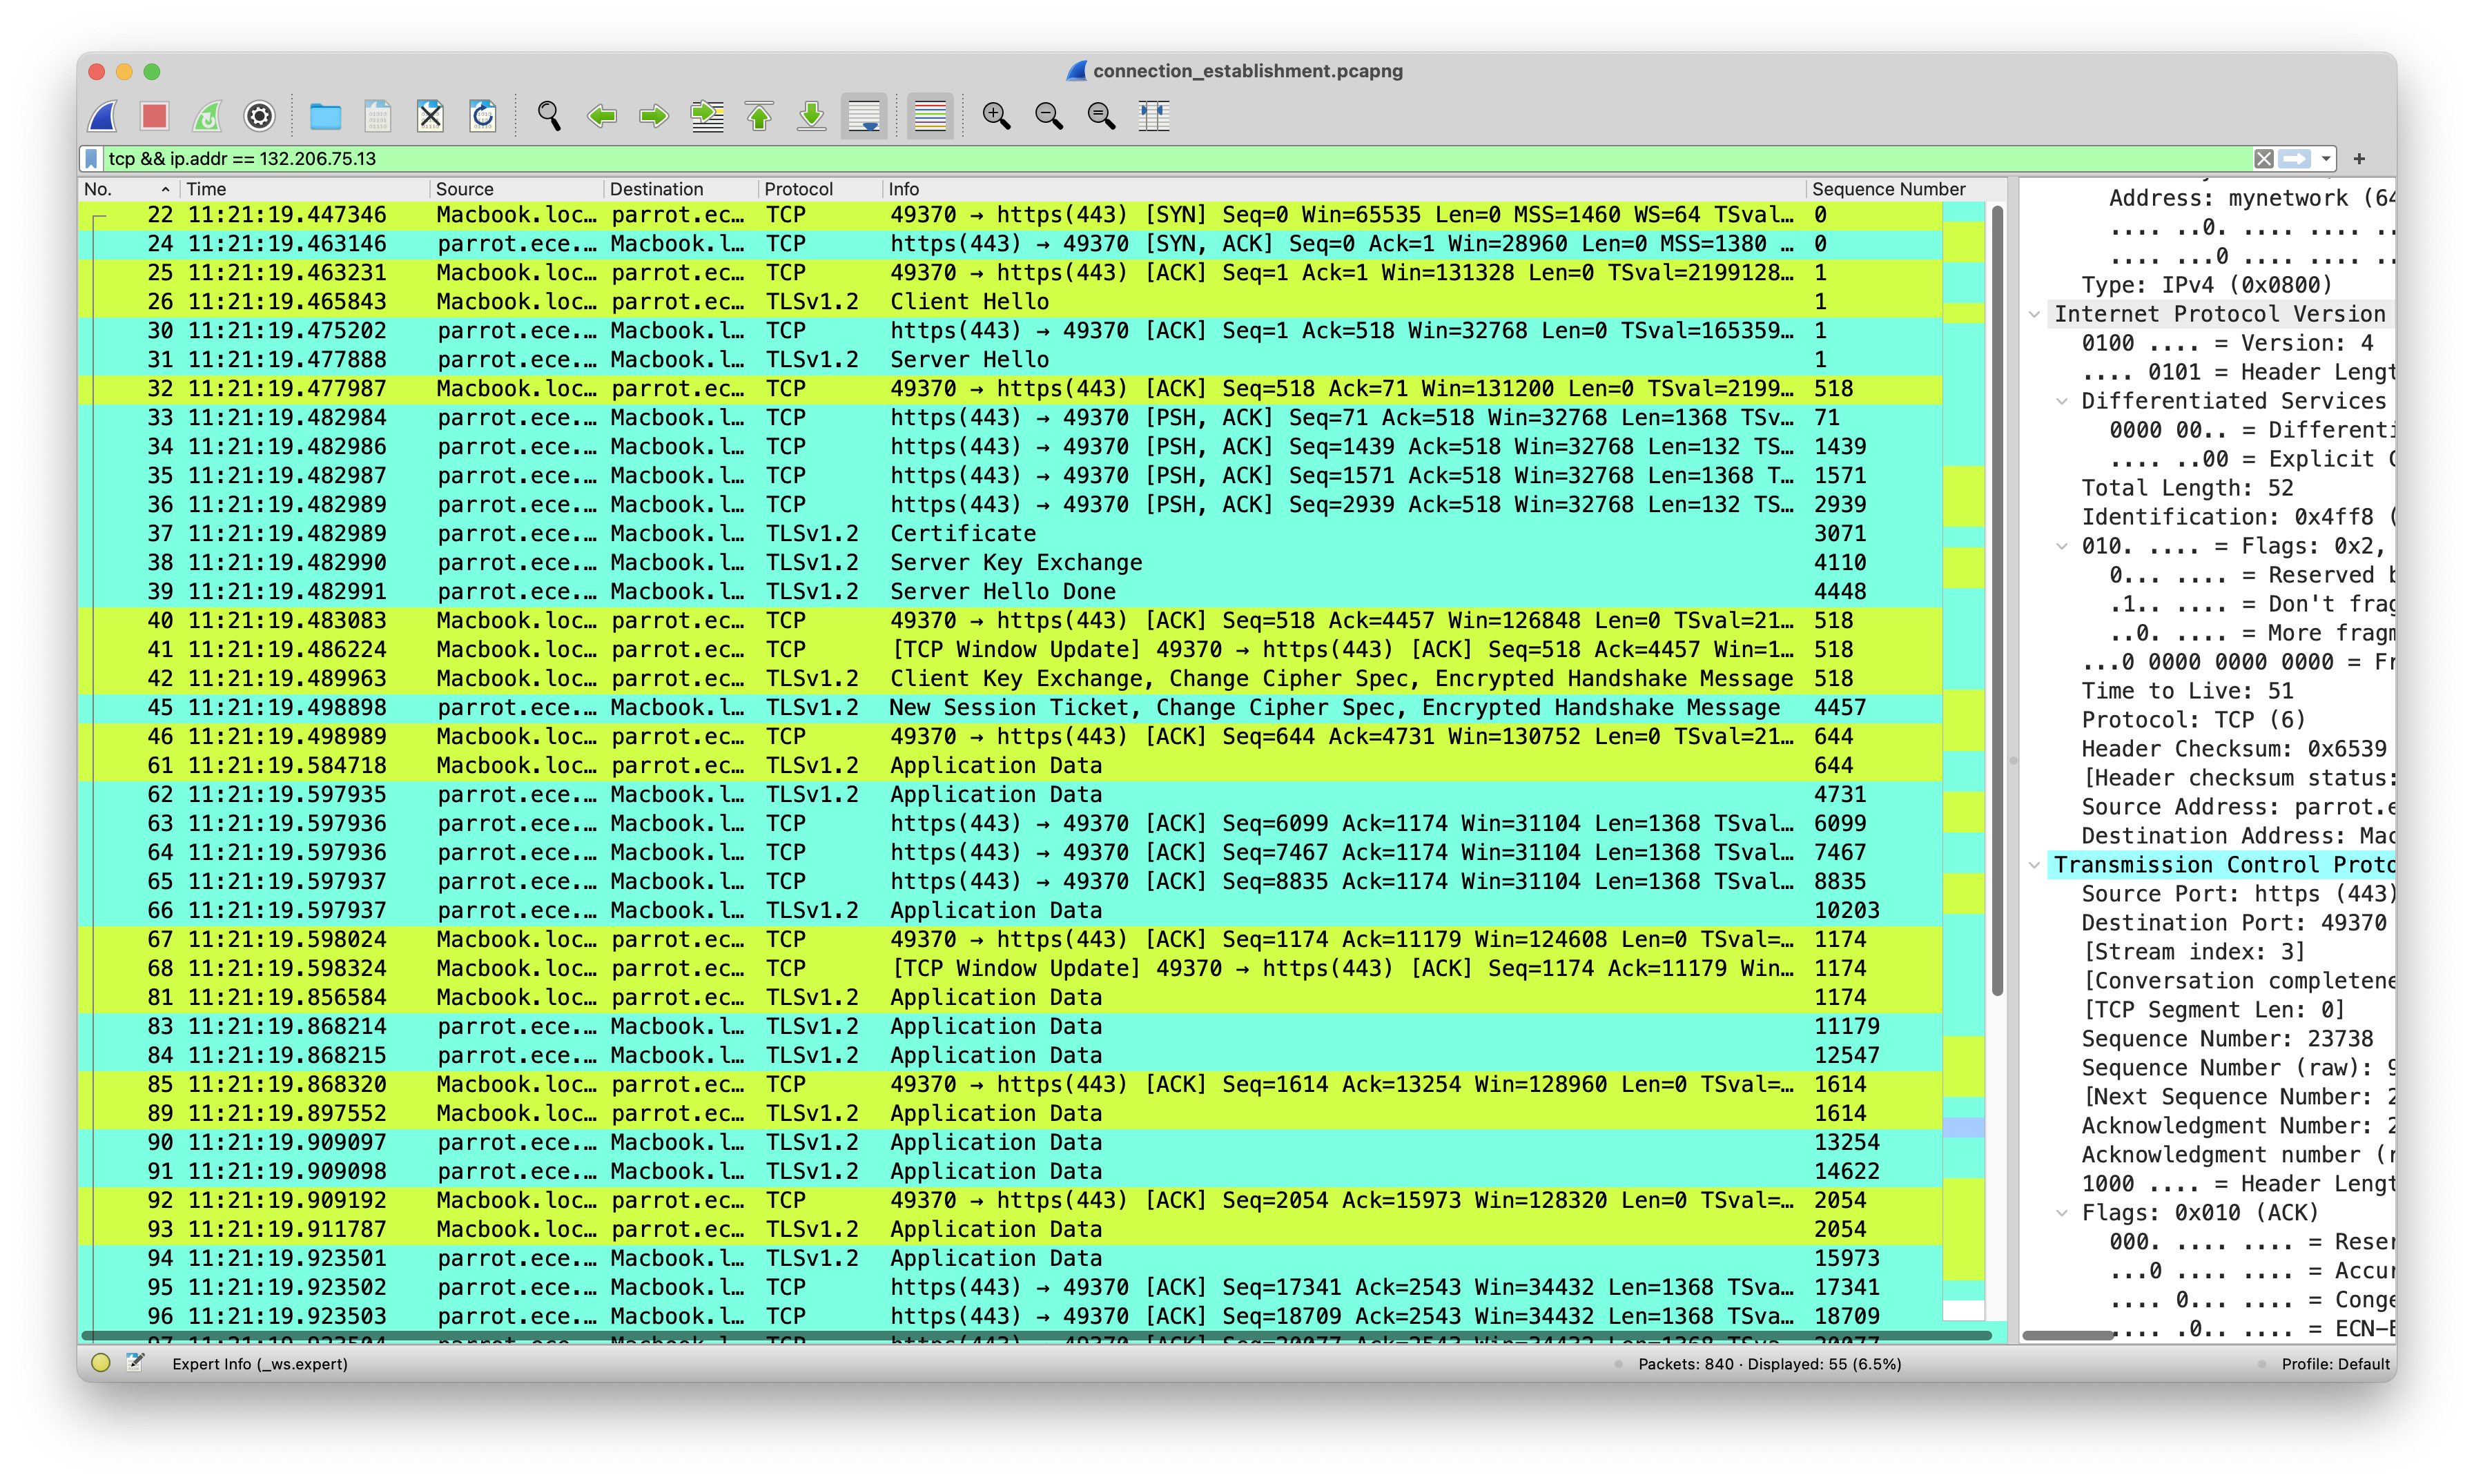 connection_establishment.pcapng
tcp && ip.addr == 132.206.75.13
No. Time Source Destination Protocol Info Sequence Number
22 11:21:19.447346 Macbook.loc… parrot.ec… TCP 49370 → https(443) [SYN] Seq=0 Win=65535 Len=0 MSS=1460 WS=64 TSval… 0
24 11:21:19.463146 parrot.ece.… Macbook.l… TCP https(443) → 49370 [SYN, ACK] Seq=0 Ack=1 Win=28960 Len=0 MSS=1380 … 0
25 11:21:19.463231 Macbook.loc… parrot.ec… TCP 49370 → https(443) [ACK] Seq=1 Ack=1 Win=131328 Len=0 TSval=2199128… 1
26 11:21:19.465843 Macbook.loc… parrot.ec… TLSv1.2 Client Hello 1
30 11:21:19.475202 parrot.ece.… Macbook.l… TCP https(443) → 49370 [ACK] Seq=1 Ack=518 Win=32768 Len=0 TSval=165359… 1
31 11:21:19.477888 parrot.ece.… Macbook.l… TLSv1.2 Server Hello 1
32 11:21:19.477987 Macbook.loc… parrot.ec… TCP 49370 → https(443) [ACK] Seq=518 Ack=71 Win=131200 Len=0 TSval=2199… 518
33 11:21:19.482984 parrot.ece.… Macbook.l… TCP https(443) → 49370 [PSH, ACK] Seq=71 Ack=518 Win=32768 Len=1368 TSv… 71
34 11:21:19.482986 parrot.ece.… Macbook.l… TCP https(443) → 49370 [PSH, ACK] Seq=1439 Ack=518 Win=32768 Len=132 TS… 1439
35 11:21:19.482987 parrot.ece.… Macbook.l… TCP https(443) → 49370 [PSH, ACK] Seq=1571 Ack=518 Win=32768 Len=1368 T… 1571
36 11:21:19.482989 parrot.ece.… Macbook.l… TCP https(443) → 49370 [PSH, ACK] Seq=2939 Ack=518 Win=32768 Len=132 TS… 2939
37 11:21:19.482989 parrot.ece.… Macbook.l… TLSv1.2 Certificate 3071
38 11:21:19.482990 parrot.ece.… Macbook.l… TLSv1.2 Server Key Exchange 4110
39 11:21:19.482991 parrot.ece.… Macbook.l… TLSv1.2 Server Hello Done 4448
40 11:21:19.483083 Macbook.loc… parrot.ec… TCP 49370 → https(443) [ACK] Seq=518 Ack=4457 Win=126848 Len=0 TSval=21… 518
41 11:21:19.486224 Macbook.loc… parrot.ec… TCP [TCP Window Update] 49370 → https(443) [ACK] Seq=518 Ack=4457 Win=1… 518
42 11:21:19.489963 Macbook.loc… parrot.ec… TLSv1.2 Client Key Exchange, Change Cipher Spec, Encrypted Handshake Message 518
45 11:21:19.498898 parrot.ece.… Macbook.l… TLSv1.2 New Session Ticket, Change Cipher Spec, Encrypted Handshake Message 4457
46 11:21:19.498989 Macbook.loc… parrot.ec… TCP 49370 → https(443) [ACK] Seq=644 Ack=4731 Win=130752 Len=0 TSval=21… 644
61 11:21:19.584718 Macbook.loc… parrot.ec… TLSv1.2 Application Data 644
62 11:21:19.597935 parrot.ece.… Macbook.l… TLSv1.2 Application Data 4731
63 11:21:19.597936 parrot.ece.… Macbook.l… TCP https(443) → 49370 [ACK] Seq=6099 Ack=1174 Win=31104 Len=1368 TSval… 6099
64 11:21:19.597936 parrot.ece.… Macbook.l… TCP https(443) → 49370 [ACK] Seq=7467 Ack=1174 Win=31104 Len=1368 TSval… 7467
65 11:21:19.597937 parrot.ece.… Macbook.l… TCP https(443) → 49370 [ACK] Seq=8835 Ack=1174 Win=31104 Len=1368 TSval… 8835
66 11:21:19.597937 parrot.ece.… Macbook.l… TLSv1.2 Application Data 10203
67 11:21:19.598024 Macbook.loc… parrot.ec… TCP 49370 → https(443) [ACK] Seq=1174 Ack=11179 Win=124608 Len=0 TSval=… 1174
68 11:21:19.598324 Macbook.loc… parrot.ec… TCP [TCP Window Update] 49370 → https(443) [ACK] Seq=1174 Ack=11179 Win… 1174
81 11:21:19.856584 Macbook.loc… parrot.ec… TLSv1.2 Application Data 1174
83 11:21:19.868214 parrot.ece.… Macbook.l… TLSv1.2 Application Data 11179
84 11:21:19.868215 parrot.ece.… Macbook.l… TLSv1.2 Application Data 12547
85 11:21:19.868320 Macbook.loc… parrot.ec… TCP 49370 → https(443) [ACK] Seq=1614 Ack=13254 Win=128960 Len=0 TSval=… 1614
89 11:21:19.897552 Macbook.loc… parrot.ec… TLSv1.2 Application Data 1614
90 11:21:19.909097 parrot.ece.… Macbook.l… TLSv1.2 Application Data 13254
91 11:21:19.909098 parrot.ece.… Macbook.l… TLSv1.2 Application Data 14622
92 11:21:19.909192 Macbook.loc… parrot.ec… TCP 49370 → https(443) [ACK] Seq=2054 Ack=15973 Win=128320 Len=0 TSval=… 2054
93 11:21:19.911787 Macbook.loc… parrot.ec… TLSv1.2 Application Data 2054
94 11:21:19.923501 parrot.ece.… Macbook.l… TLSv1.2 Application Data 15973
95 11:21:19.923502 parrot.ece.… Macbook.l… TCP https(443) → 49370 [ACK] Seq=17341 Ack=2543 Win=34432 Len=1368 TSva… 17341
96 11:21:19.923503 parrot.ece.… Macbook.l… TCP https(443) → 49370 [ACK] Seq=18709 Ack=2543 Win=34432 Len=1368 TSva… 18709
Address: mynetwork (64
.... ..0. .... .... ..
.... ...0 .... .... ..
Type: IPv4 (0x0800)
Internet Protocol Version
0100 .... = Version: 4
.... 0101 = Header Lengt
Differentiated Services
0000 00.. = Differenti
.... ..00 = Explicit C
Total Length: 52
Identification: 0x4ff8 (
010. .... = Flags: 0x2,
0... .... = Reserved b
.1.. .... = Don't frag
..0. .... = More fragm
...0 0000 0000 0000 = Fr
Time to Live: 51
Protocol: TCP (6)
Header Checksum: 0x6539
[Header checksum status:
Source Address: parrot.e
Destination Address: Mac
Transmission Control Proto
Source Port: https (443)
Destination Port: 49370
[Stream index: 3]
[Conversation completene
[TCP Segment Len: 0]
Sequence Number: 23738
Sequence Number (raw): 9
[Next Sequence Number: 2
Acknowledgment Number: 2
Acknowledgment number (r
1000 .... = Header Lengt
Flags: 0x010 (ACK)
000. .... .... = Reser
...0 .... .... = Accur
.... 0... .... = Conge
.... .0.. .... = ECN-E
Expert Info (_ws.expert)
Packets: 840 · Displayed: 55 (6.5%)
Profile: Default